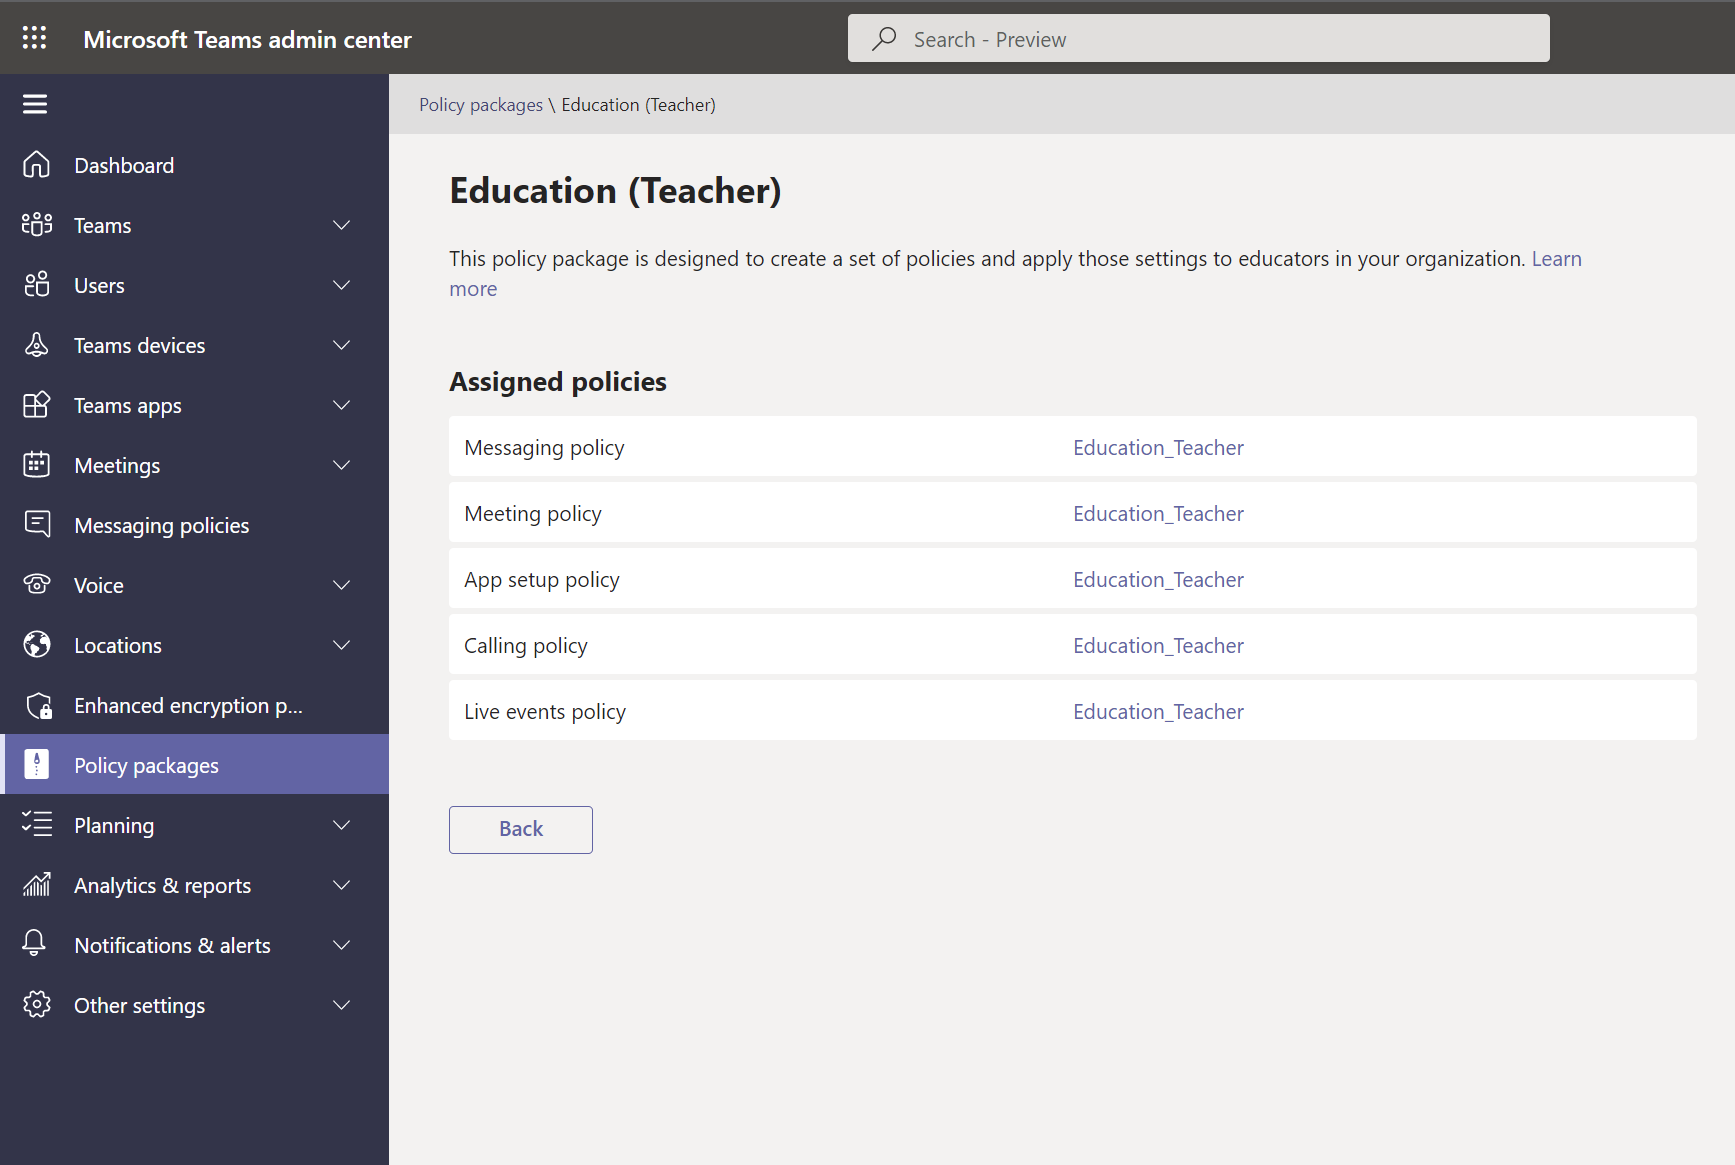 Microsoft Teams admin center
Search - Preview
Policy packages \ Education (Teacher)
Dashboard
Teams
Users
Teams devices
Teams apps
Meetings
Messaging policies
Voice
Locations
Enhanced encryption p...
Policy packages
Planning
Analytics & reports
Notifications & alerts
Other settings
Education (Teacher)
This policy package is designed to create a set of policies and apply those settings to educators in your organization. Learn
more
Assigned policies
Messaging policy Education_Teacher
Meeting policy Education_Teacher
App setup policy Education_Teacher
Calling policy Education_Teacher
Live events policy Education_Teacher
Back